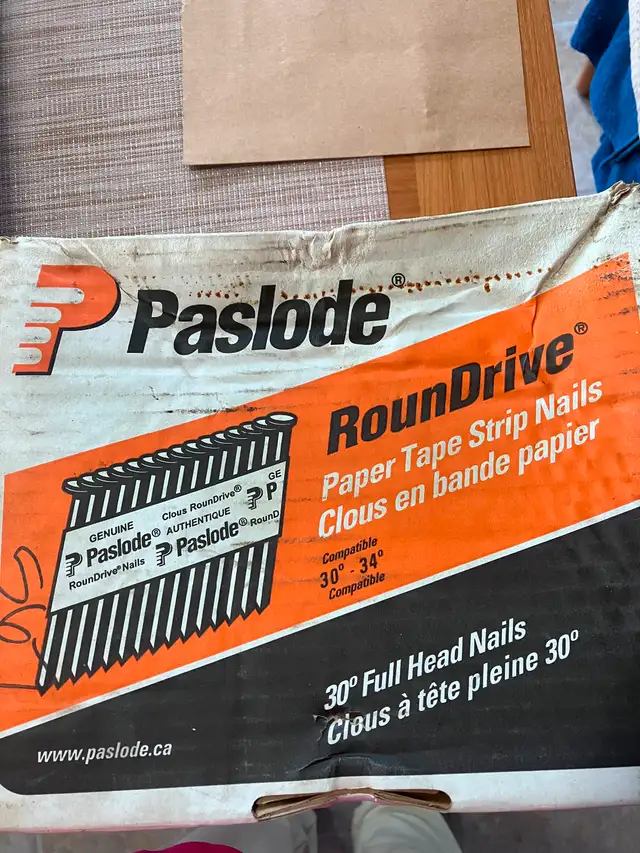 Paslode®
RounDrive®
Paper Tape Strip Nails
Clous en bande papier
GENUINE
Paslode®
RounDrive® Nails
Clous RounDrive®
AUTHENTIQUE
Paslode®
GE
P
RounD
Compatible
30° - 34°
Compatible
30° Full Head Nails
Clous à tête pleine 30°
www.paslode.ca